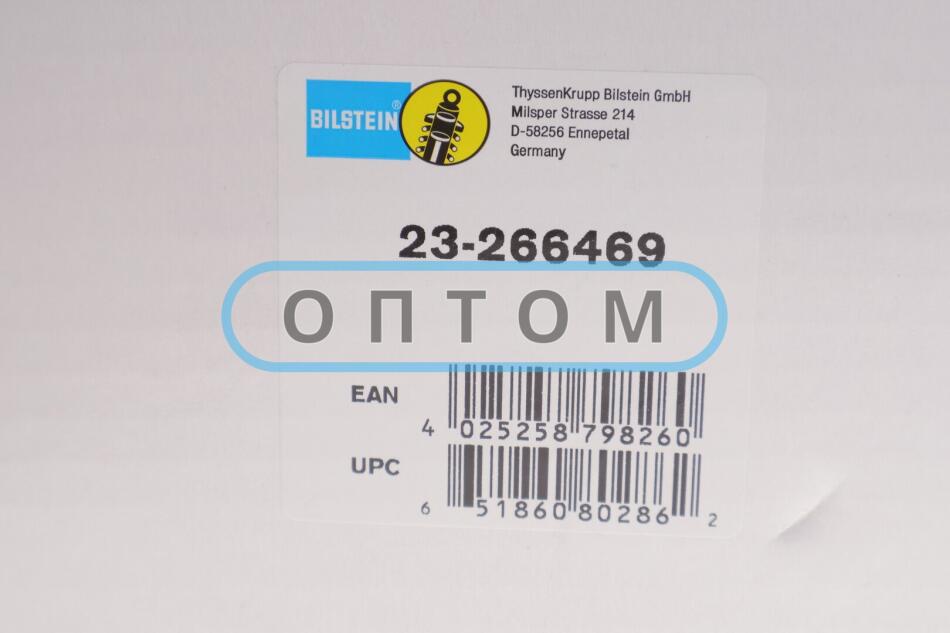 BILSTEIN®
ThyssenKrupp Bilstein GmbH
Milsper Strasse 214
D-58256 Ennepetal
Germany
23-266469
ОПТОМ
EAN
4 025258 798260
UPC
6 51860 80286 2